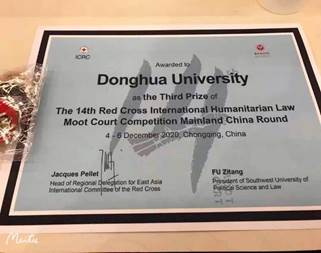 ICRC
Awarded to
Donghua University
as the Third Prize of
The 14th Red Cross International Humanitarian Law
Moot Court Competition Mainland China Round
4 - 6 December 2020, Chongqing, China
Jacques Pellet
Head of Regional Delegation for East Asia
International Committee of the Red Cross
FU Zitang
President of Southwest University of
Political Science and Law